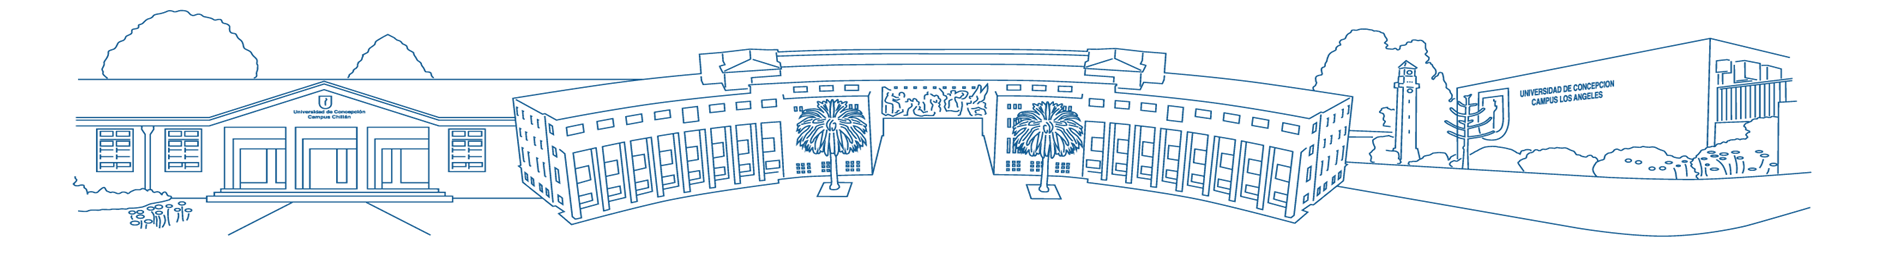 Universidad de Concepción
Campus Chillán
UNIVERSIDAD DE CONCEPCION
CAMPUS LOS ANGELES